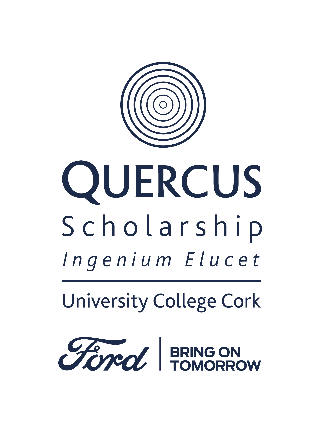 QUERCUS
Scholarship
Ingenium Elucet
University College Cork
Ford
BRING ON
TOMORROW